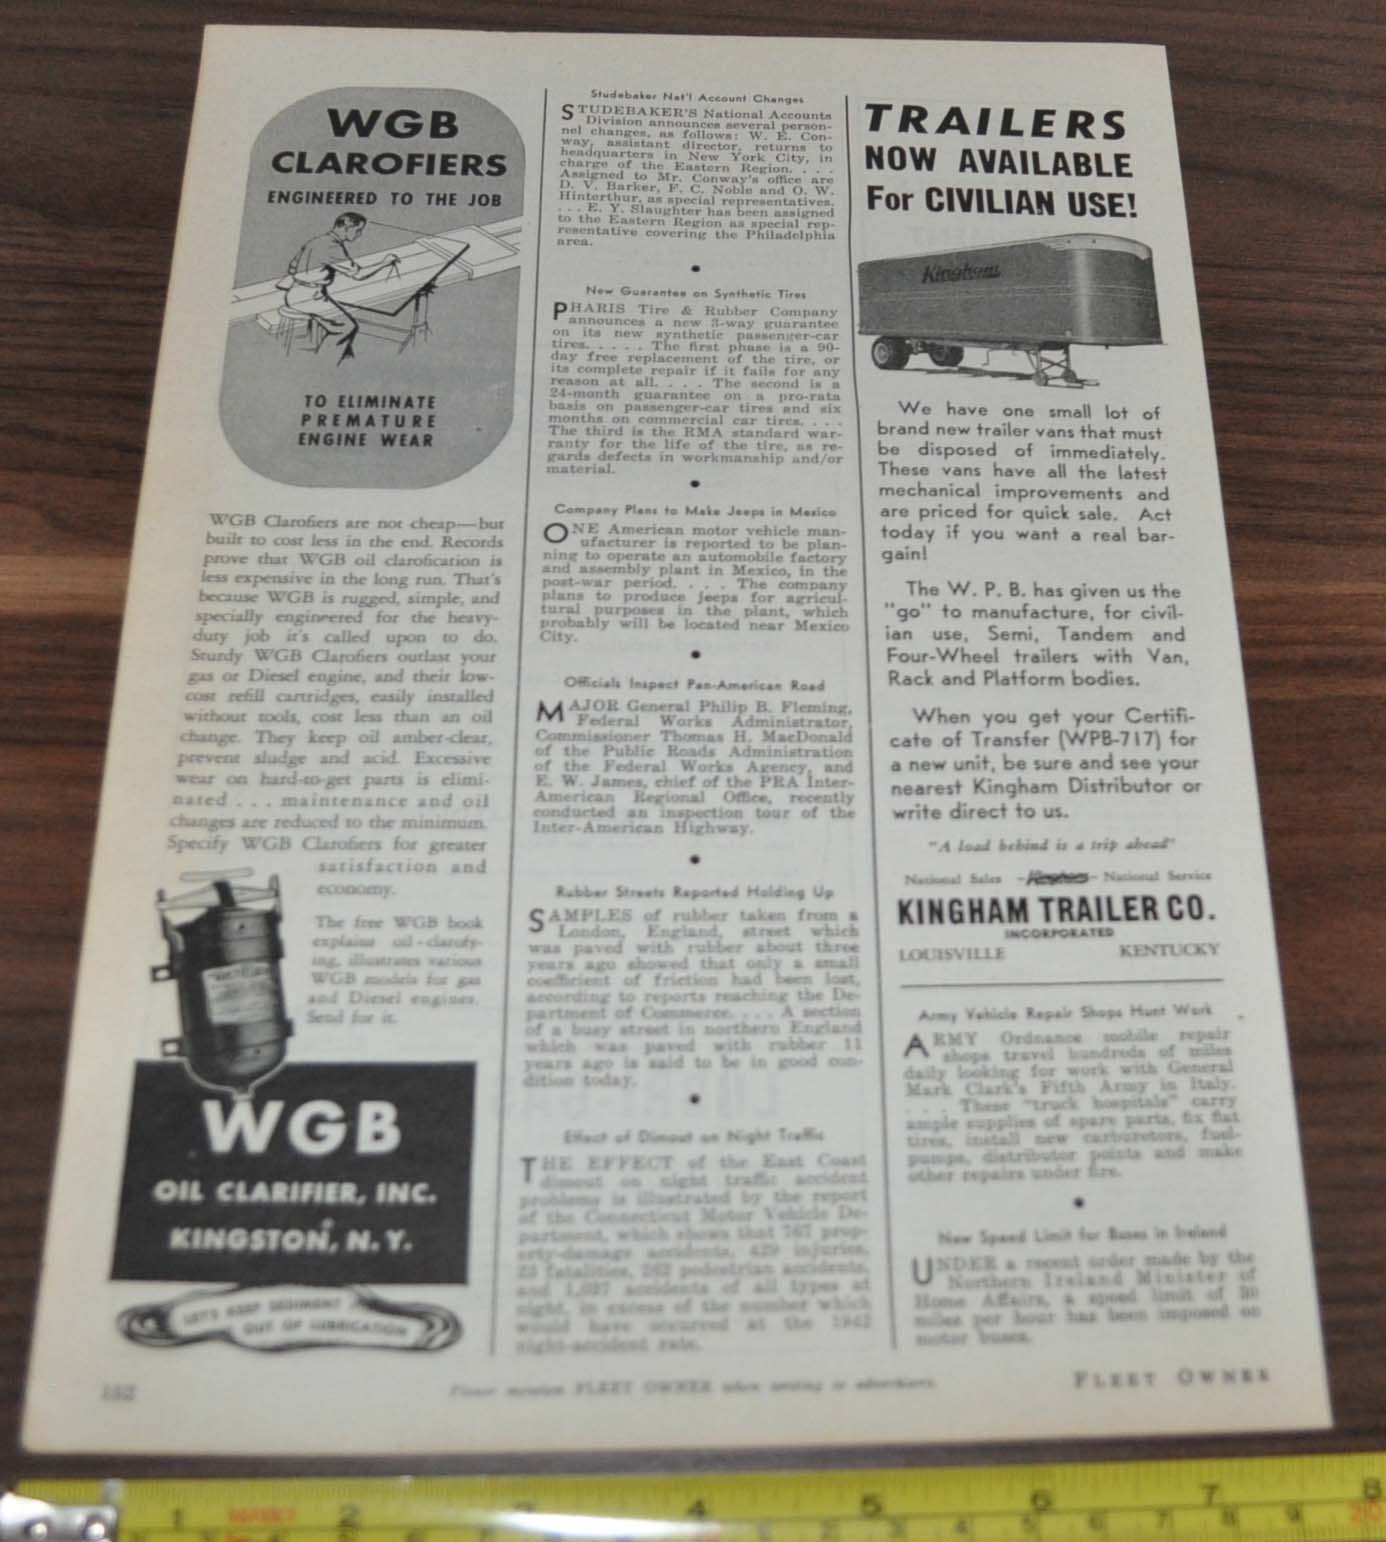 WGB
CLAROFIERS
ENGINEERED TO THE JOB
TO ELIMINATE
PREMATURE
ENGINE WEAR
WGB Clarofiers are not cheap—but
built to cost less in the end. Records
prove that WGB oil clarofication is
less expensive in the long run. That's
because WGB is rugged, simple, and
specially engineered for the heavy-
duty job it's called upon to do.
Sturdy WGB Clarofiers outlast your
gas or Diesel engine, and their low-
cost refill cartridges, easily installed
without tools, cost less than an oil
change. They keep oil amber-clear,
prevent sludge and acid. Excessive
wear on hard-to-get parts is elimi-
nated . . . maintenance and oil
changes are reduced to the minimum.
Specify WGB Clarofiers for greater
satisfaction and
economy.
The free WGB book
explains oil-clarofy-
ing, illustrates various
WGB models for gas
and Diesel engines.
Send for it.
WGB
OIL CLARIFIER, INC.
KINGSTON, N. Y.
LET'S KEEP SEDIMENT
OUT OF LUBRICATION
Studebaker Nat'l Account Changes
STUDEBAKER'S National Accounts
Division announces several person-
nel changes, as follows: W. E. Con-
way, assistant director, returns to
headquarters in New York City, in
charge of the Eastern Region. . . .
Assigned to Mr. Conway's office are
D. V. Barker, F. C. Noble and O. W.
Hinterthur, as special representatives.
. . . E. Y. Slaughter has been assigned
to the Eastern Region as special rep-
resentative covering the Philadelphia
area.
New Guarantee on Synthetic Tires
PHARIS Tire & Rubber Company
announces a new 3-way guarantee
on its new synthetic passenger-car
tires. . . . . The first phase is a 90-
day free replacement of the tire, or
its complete repair if it fails for any
reason at all. . . . The second is a
24-month guarantee on a pro-rata
basis on passenger-car tires and six
months on commercial car tires. . . .
The third is the RMA standard war-
ranty for the life of the tire, as re-
gards defects in workmanship and/or
material.
Company Plans to Make Jeeps in Mexico
ONE American motor vehicle man-
ufacturer is reported to be plan-
ning to operate an automobile factory
and assembly plant in Mexico, in the
post-war period. . . . The company
plans to produce jeeps for agricul-
tural purposes in the plant, which
probably will be located near Mexico
City.
Officials Inspect Pan-American Road
MAJOR General Philip B. Fleming,
Federal Works Administrator,
Commissioner Thomas H. MacDonald
of the Public Roads Administration
of the Federal Works Agency, and
E. W. James, chief of the PRA Inter-
American Regional Office, recently
conducted an inspection tour of the
Inter-American Highway.
Rubber Streets Reported Holding Up
SAMPLES of rubber taken from a
London, England, street which
was paved with rubber about three
years ago showed that only a small
coefficient of friction had been lost,
according to reports reaching the De-
partment of Commerce. . . . A section
of a busy street in northern England
which was paved with rubber 11
years ago is said to be in good con-
dition today.
Effect of Dimout on Night Traffic
THE EFFECT of the East Coast
dimout on night traffic accident
problems is illustrated by the report
of the Connecticut Motor Vehicle De-
partment, which shows that 767 prop-
erty-damage accidents, 429 injuries,
23 fatalities, 262 pedestrian accidents,
and 1,037 accidents of all types at
night, in excess of the number which
would have occurred at the 1942
night-accident rate.
TRAILERS
NOW AVAILABLE
For CIVILIAN USE!
Kingham
We have one small lot of
brand new trailer vans that must
be disposed of immediately.
These vans have all the latest
mechanical improvements and
are priced for quick sale. Act
today if you want a real bar-
gain!
The W. P. B. has given us the
"go" to manufacture, for civil-
ian use, Semi, Tandem and
Four-Wheel trailers with Van,
Rack and Platform bodies.
When you get your Certifi-
cate of Transfer (WPB-717) for
a new unit, be sure and see your
nearest Kingham Distributor or
write direct to us.
"A load behind is a trip ahead"
National Sales -Kingham- National Service
KINGHAM TRAILER CO.
INCORPORATED
LOUISVILLE KENTUCKY
Army Vehicle Repair Shops Hunt Work
ARMY Ordnance mobile repair
shops travel hundreds of miles
daily looking for work with General
Mark Clark's Fifth Army in Italy.
. . . These "truck hospitals" carry
ample supplies of spare parts, fix flat
tires, install new carburetors, fuel-
pumps, distributor points and make
other repairs under fire.
New Speed Limit for Buses in Ireland
UNDER a recent order made by the
Northern Ireland Minister of
Home Affairs, a speed limit of 30
miles per hour has been imposed on
motor buses.
Please mention FLEET OWNER when writing to advertisers.
FLEET OWNER
1 2 3 4 5 6 7 8